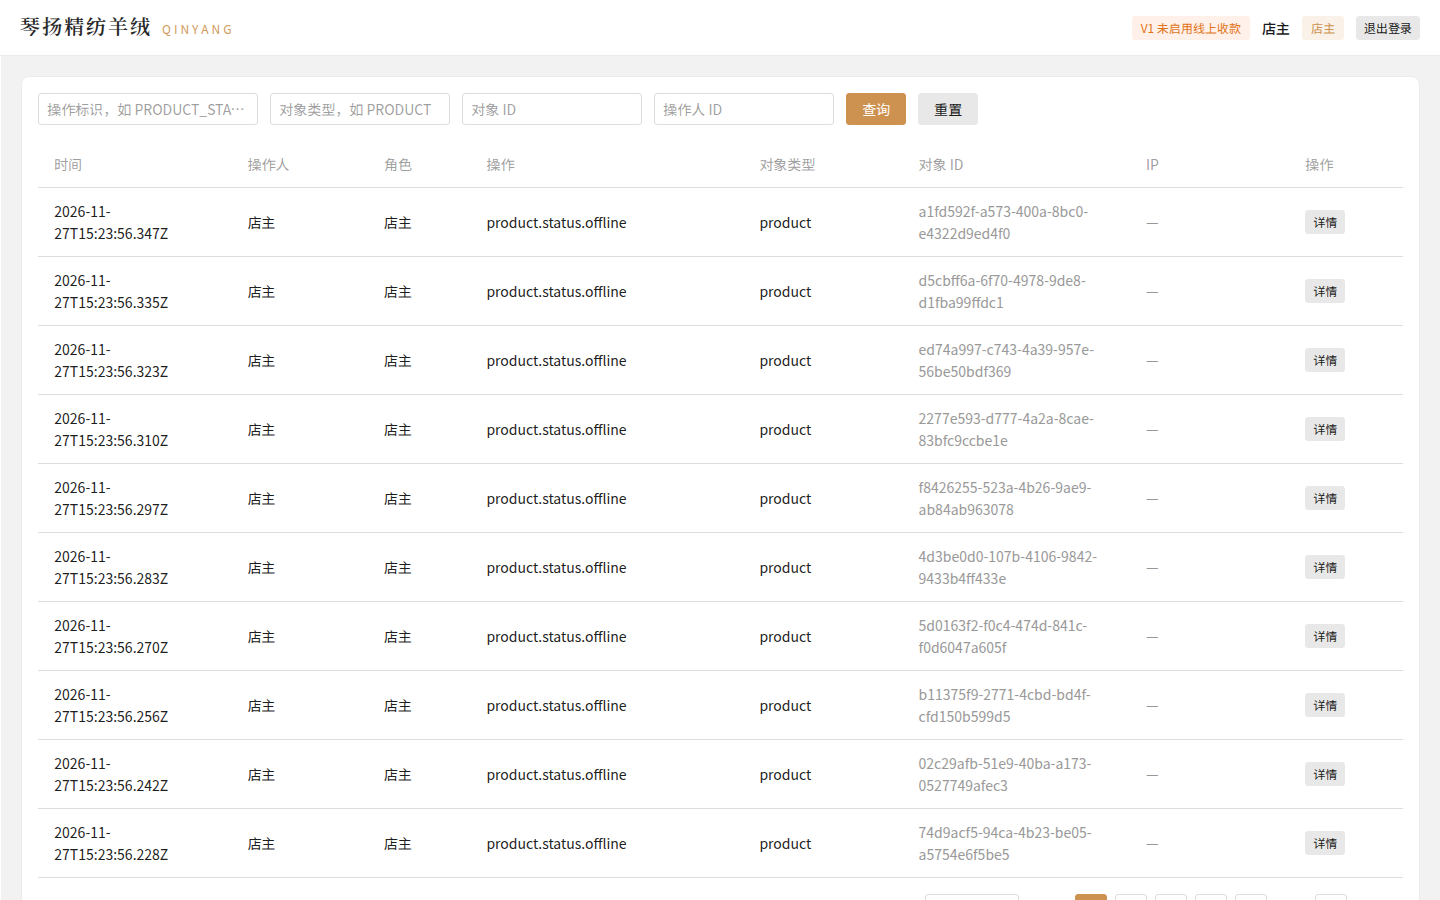 琴扬精纺羊绒 QINYANG
V1 未启用线上收款 店主 店主 退出登录
操作标识，如 PRODUCT_STA… 对象类型，如 PRODUCT 对象 ID 操作人 ID 查询 重置
时间 操作人 角色 操作 对象类型 对象 ID IP 操作
2026-11-
27T15:23:56.347Z 店主 店主 product.status.offline product a1fd592f-a573-400a-8bc0-
e4322d9ed4f0 — 详情
2026-11-
27T15:23:56.335Z 店主 店主 product.status.offline product d5cbff6a-6f70-4978-9de8-
d1fba99ffdc1 — 详情
2026-11-
27T15:23:56.323Z 店主 店主 product.status.offline product ed74a997-c743-4a39-957e-
56be50bdf369 — 详情
2026-11-
27T15:23:56.310Z 店主 店主 product.status.offline product 2277e593-d777-4a2a-8cae-
83bfc9ccbe1e — 详情
2026-11-
27T15:23:56.297Z 店主 店主 product.status.offline product f8426255-523a-4b26-9ae9-
ab84ab963078 — 详情
2026-11-
27T15:23:56.283Z 店主 店主 product.status.offline product 4d3be0d0-107b-4106-9842-
9433b4ff433e — 详情
2026-11-
27T15:23:56.270Z 店主 店主 product.status.offline product 5d0163f2-f0c4-474d-841c-
f0d6047a605f — 详情
2026-11-
27T15:23:56.256Z 店主 店主 product.status.offline product b11375f9-2771-4cbd-bd4f-
cfd150b599d5 — 详情
2026-11-
27T15:23:56.242Z 店主 店主 product.status.offline product 02c29afb-51e9-40ba-a173-
0527749afec3 — 详情
2026-11-
27T15:23:56.228Z 店主 店主 product.status.offline product 74d9acf5-94ca-4b23-be05-
a5754e6f5be5 — 详情